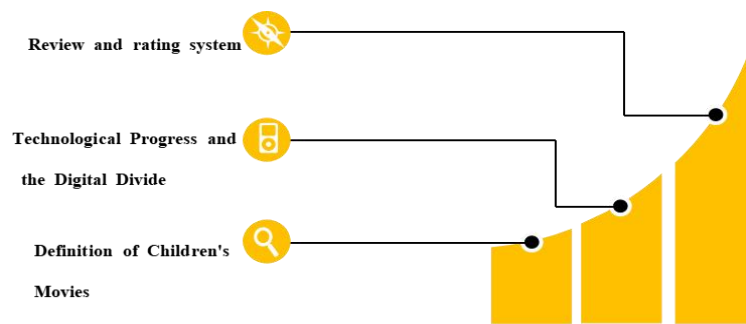 Review and rating system
Technological Progress and
the Digital Divide
Definition of Children's
Movies